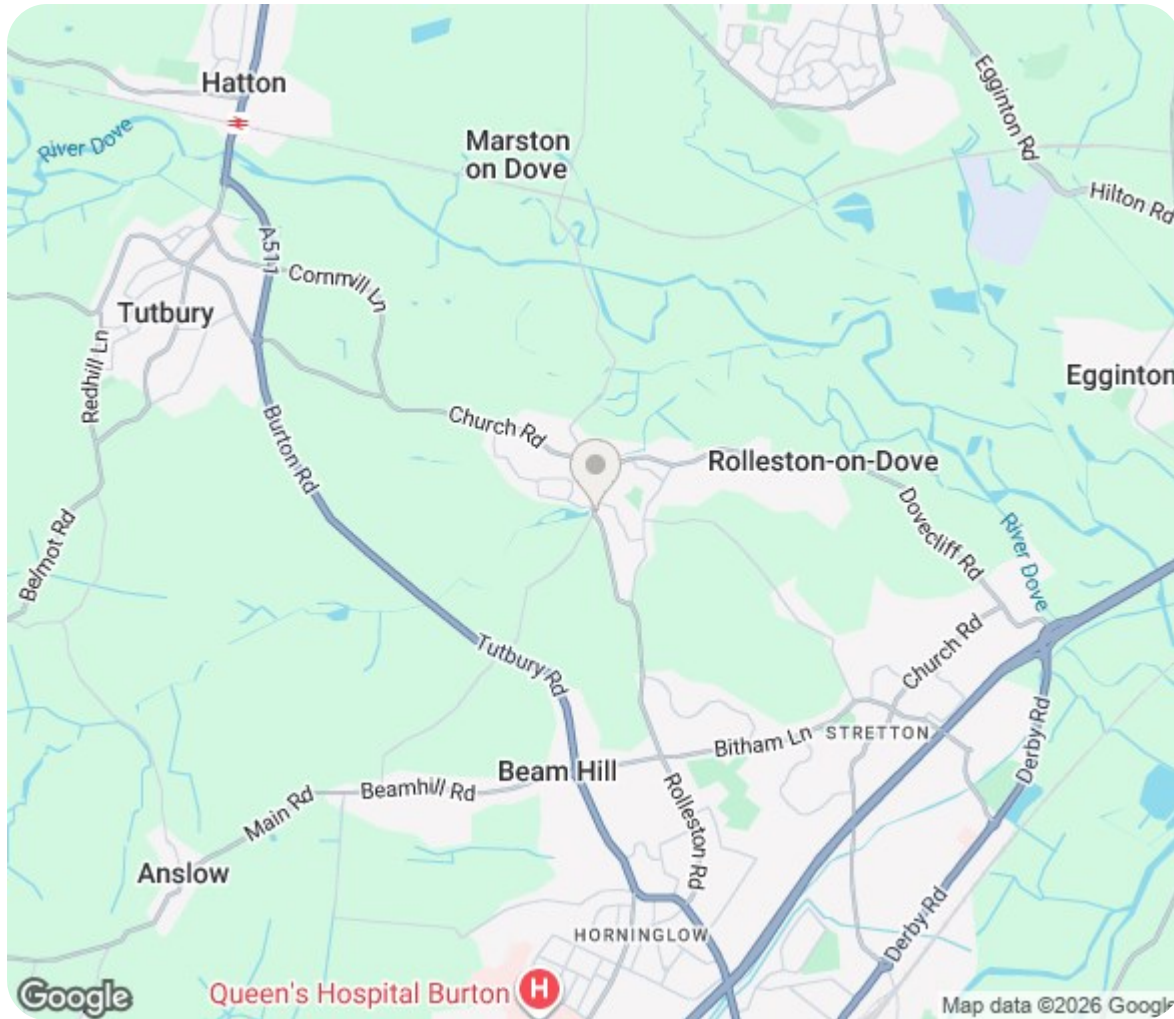 Hatton
Egginton Rd
River Dove
Marston
on Dove
Hilton Rd
A511
Cornmill Ln
Tutbury
Redhill Ln
Egginton
Burton Rd
Church Rd
Rolleston-on-Dove
Belmot Rd
Dovecliff Rd
River Dove
Church Rd
Tutbury Rd
Bitham Ln
STRETTON
Derby Rd
Beam Hill
Beamhill Rd
Main Rd
Rolleston Rd
Anslow
Derby Rd
HORNINGLOW
Queen's Hospital Burton
H
Google
Map data ©2026 Google